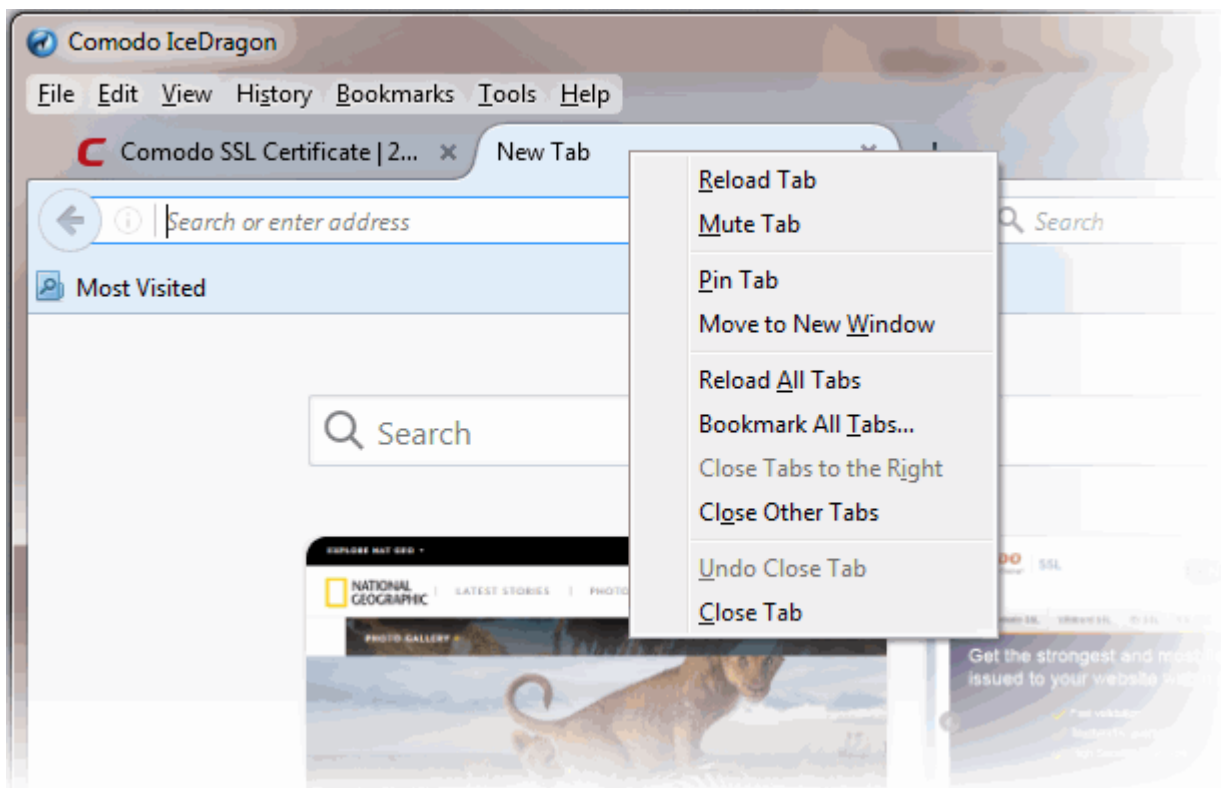 Comodo IceDragon
File Edit View History Bookmarks Tools Help
Comodo SSL Certificate | 2... New Tab
Search or enter address
Search
Most Visited
Reload Tab
Mute Tab
Pin Tab
Move to New Window
Reload All Tabs
Bookmark All Tabs...
Close Tabs to the Right
Close Other Tabs
Undo Close Tab
Close Tab
Search
EXPLORE NAT GEO
NATIONAL GEOGRAPHIC | LATEST STORIES | PHOTO
PHOTO GALLERY
SSL
Get the strongest and most
issued to your website
Fast validation